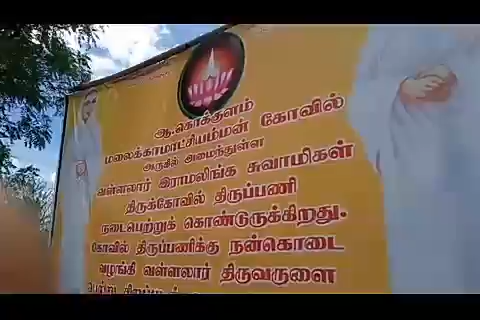 ஆ.கொக்குளம்
மலைக்காமாட்சியம்மன் கோவில்
அருகில் அமைந்துள்ள
வள்ளலார் இராமலிங்க சுவாமிகள்
திருக்கோவில் திருப்பணி
நடைபெற்றுக் கொண்டுருக்கிறது.
கோவில் திருப்பணிக்கு நன்கொடை
வழங்கி வள்ளலார் திருவருளை
பெற்று